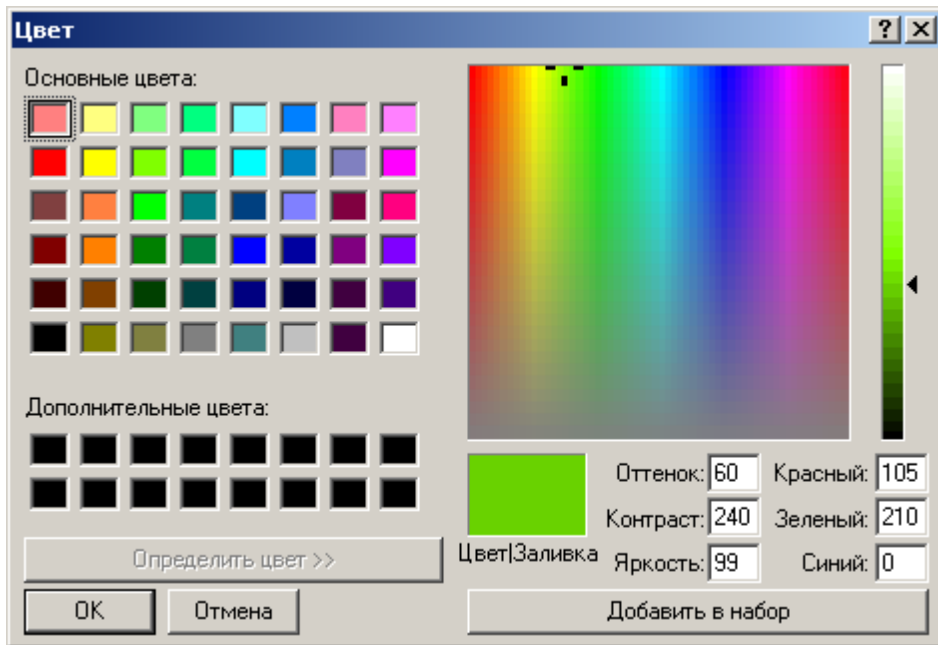 Цвет
Основные цвета:
Дополнительные цвета:
Определить цвет >>
OK
Отмена
Цвет|Заливка
Оттенок: 60
Контраст: 240
Яркость: 99
Красный: 105
Зеленый: 210
Синий: 0
Добавить в набор